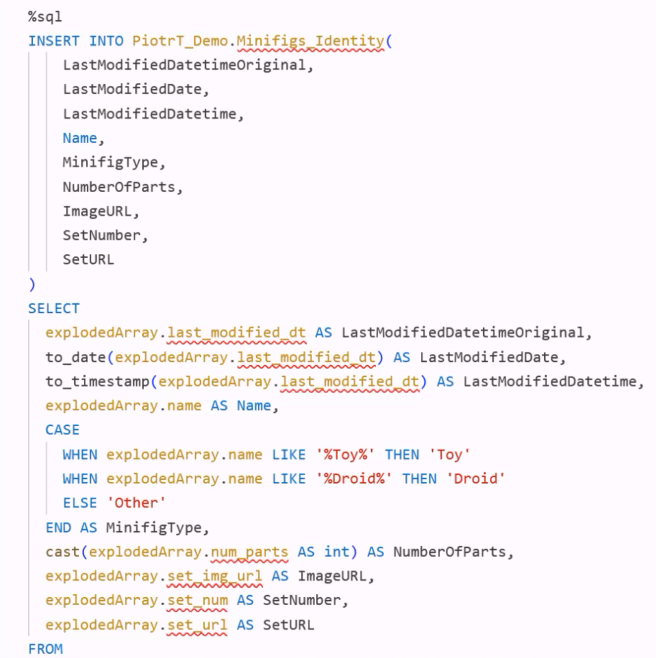 %sql
INSERT INTO PiotrT_Demo.Minifigs_Identity(
LastModifiedDatetimeOriginal,
LastModifiedDate,
LastModifiedDatetime,
Name,
MinifigType,
NumberOfParts,
ImageURL,
SetNumber,
SetURL
)
SELECT
explodedArray.last_modified_dt AS LastModifiedDatetimeOriginal,
to_date(explodedArray.last_modified_dt) AS LastModifiedDate,
to_timestamp(explodedArray.last_modified_dt) AS LastModifiedDatetime,
explodedArray.name AS Name,
CASE
WHEN explodedArray.name LIKE '%Toy%' THEN 'Toy'
WHEN explodedArray.name LIKE '%Droid%' THEN 'Droid'
ELSE 'Other'
END AS MinifigType,
cast(explodedArray.num_parts AS int) AS NumberOfParts,
explodedArray.set_img_url AS ImageURL,
explodedArray.set_num AS SetNumber,
explodedArray.set_url AS SetURL
FROM